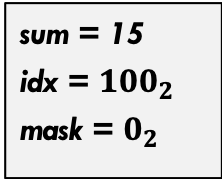 sum = 15
idx = 100₂
mask = 0₂